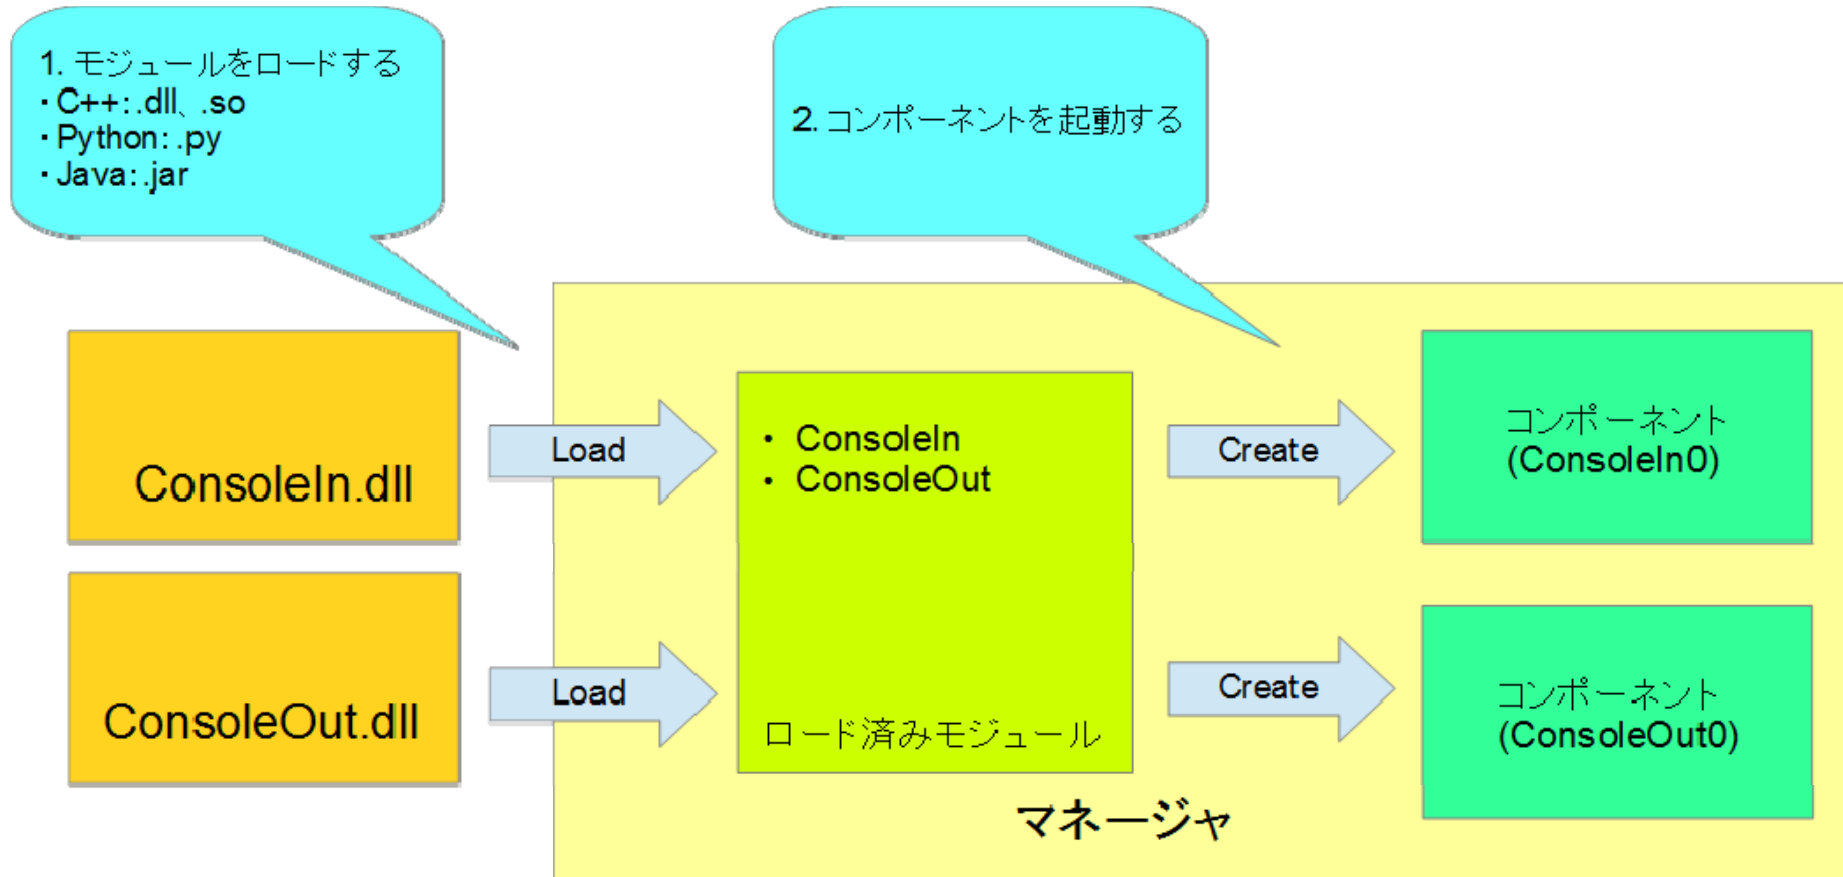 1. モジュールをロードする
・C++:.dll、.so
・Python:.py
・Java:.jar
2. コンポーネントを起動する
ConsoleIn.dll
Load
・ ConsoleIn
・ ConsoleOut
Create
コンポーネント
(ConsoleIn0)
ConsoleOut.dll
Load
ロード済みモジュール
Create
コンポーネント
(ConsoleOut0)
マネージャ